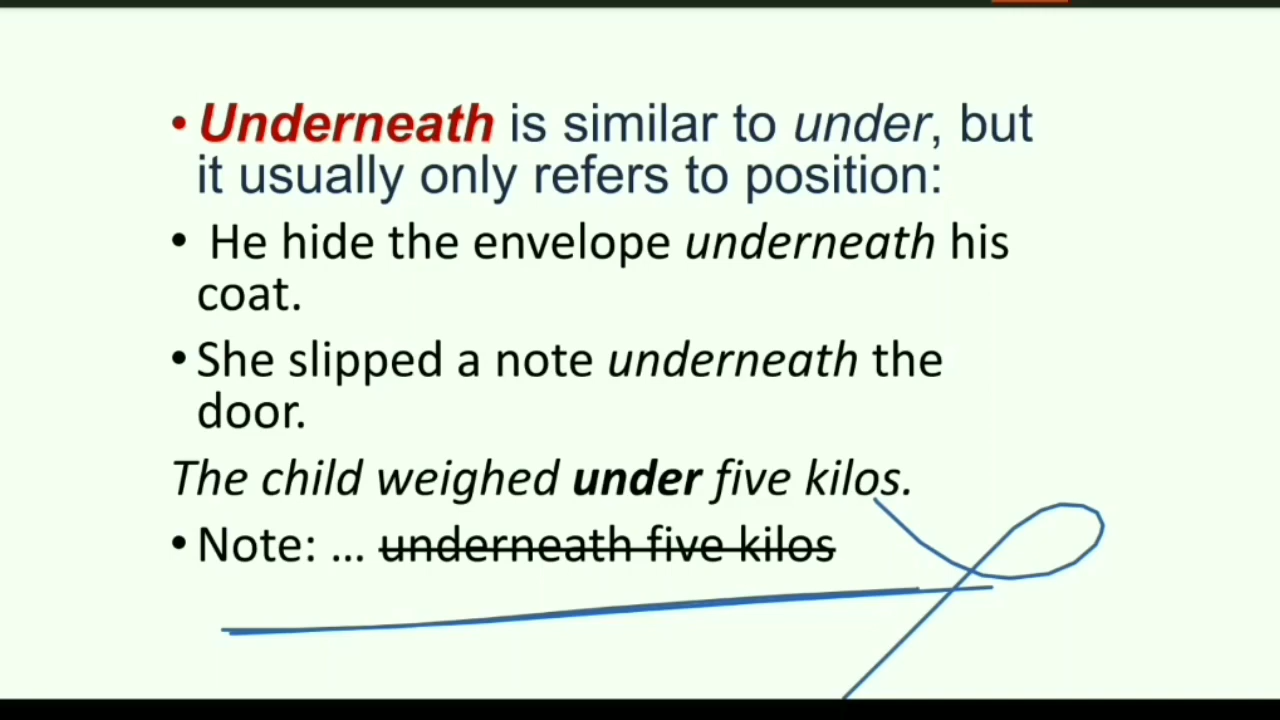 • Underneath is similar to under, but
it usually only refers to position:
• He hide the envelope underneath his
coat.
• She slipped a note underneath the
door.
The child weighed under five kilos.
• Note: ... underneath five kilos